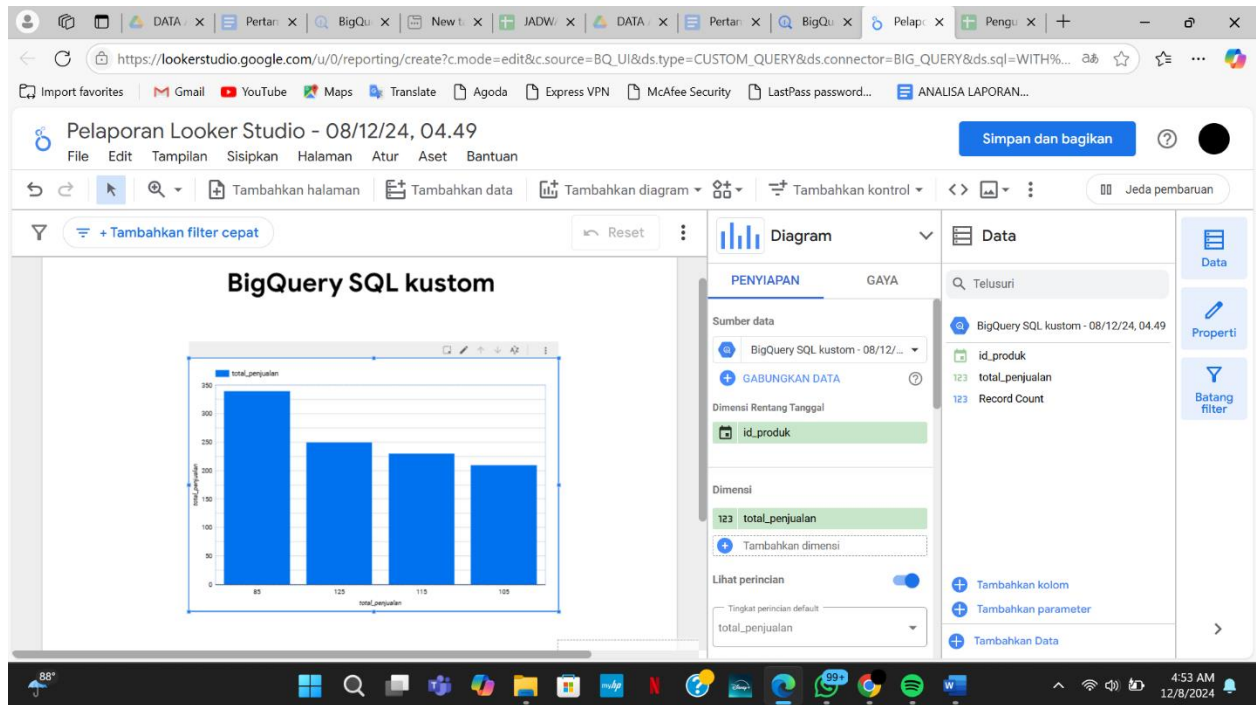 DATA A
Pertan
BigQu
New t
JADW
DATA
Pertan
BigQu
Pelapo
Pengu
https://lookerstudio.google.com/u/0/reporting/create?c.mode=edit&c.source=BQ_UI&ds.type=CUSTOM_QUERY&ds.connector=BIG_QUERY&ds.sql=WITH%...
Import favorites
Gmail
YouTube
Maps
Translate
Agoda
Express VPN
McAfee Security
LastPass password...
ANALISA LAPORAN...
Pelaporan Looker Studio - 08/12/24, 04.49
File Edit Tampilan Sisipkan Halaman Atur Aset Bantuan
Simpan dan bagikan
Tambahkan halaman
Tambahkan data
Tambahkan diagram
Tambahkan kontrol
Jeda pembaruan
+ Tambahkan filter cepat
Reset
BigQuery SQL kustom
total_penjualan
350
300
250
200
150
100
50
0
total_penjualan
85 125 115 105
total_penjualan
Diagram
PENYIAPAN
GAYA
Sumber data
BigQuery SQL kustom - 08/12/...
GABUNGKAN DATA
Dimensi Rentang Tanggal
id_produk
Dimensi
123 total_penjualan
Tambahkan dimensi
Lihat perincian
Tingkat perincian default
total_penjualan
Data
Telusuri
BigQuery SQL kustom - 08/12/24, 04.49
id_produk
123 total_penjualan
123 Record Count
Tambahkan kolom
Tambahkan parameter
Tambahkan Data
Data
Properti
Batang
filter
88°
myhp
N
Disney+
99+
W
4:53 AM
12/8/2024